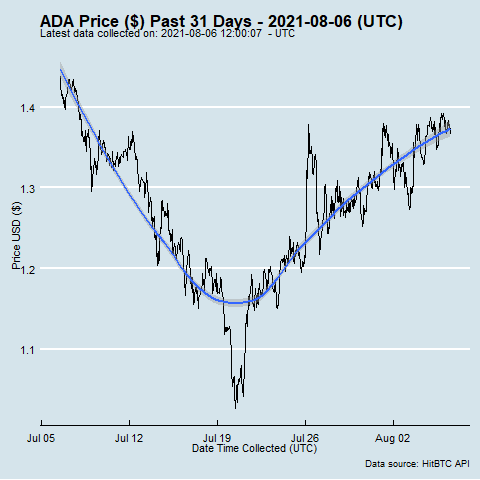 ADA Price ($) Past 31 Days - 2021-08-06 (UTC)
Latest data collected on: 2021-08-06 12:00:07  - UTC
1.4
1.3
1.2
1.1
Price USD ($)
Jul 05
Jul 12
Jul 19
Jul 26
Aug 02
Date Time Collected (UTC)
Data source: HitBTC API